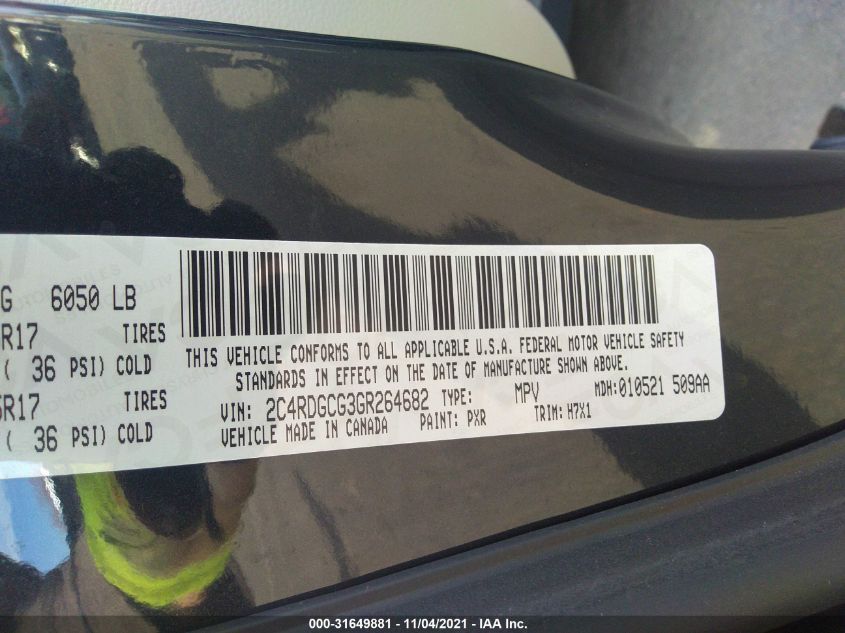 G 6050 LB
R17 TIRES
( 36 PSI) COLD
5R17 TIRES
( 36 PSI) COLD
THIS VEHICLE CONFORMS TO ALL APPLICABLE U.S.A. FEDERAL MOTOR VEHICLE SAFETY
STANDARDS IN EFFECT ON THE DATE OF MANUFACTURE SHOWN ABOVE.
VIN: 2C4RDGCG3GR264682 TYPE: MPV MDH: 010521 509AA
VEHICLE MADE IN CANADA PAINT: PXR TRIM: H7X1
000-31649881 - 11/04/2021 - IAA Inc.